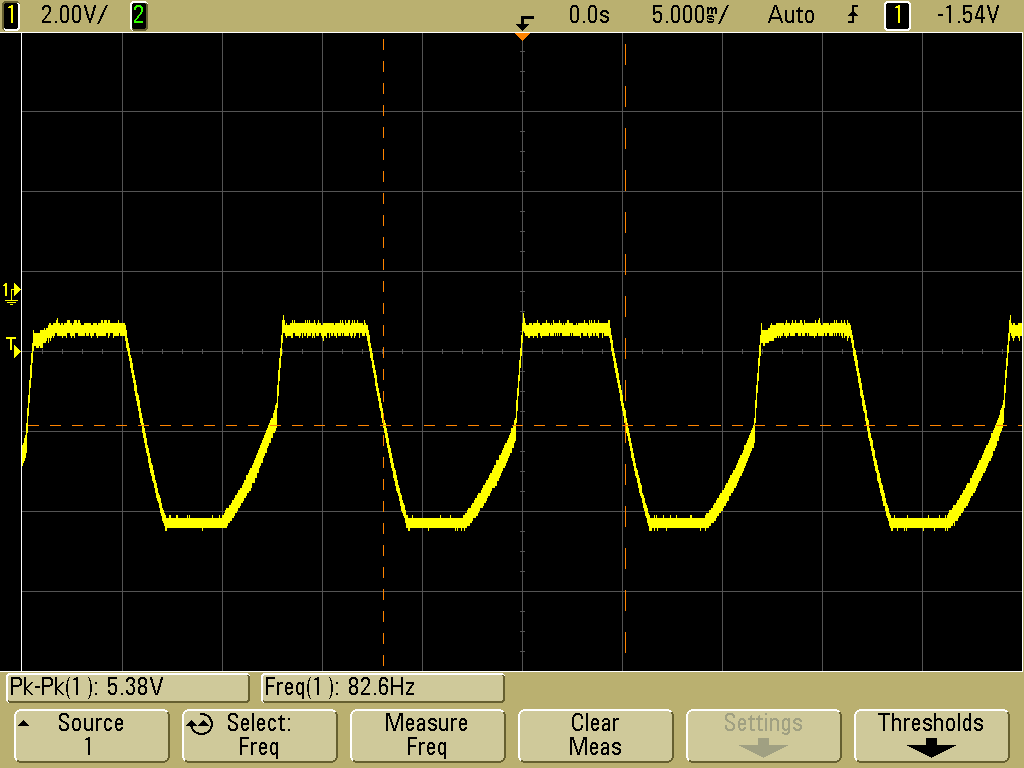 1 2.00V/ 2 0.0s 5.000ms/ Auto 1 -1.54V
1
T
Pk-Pk(1): 5.38V Freq(1): 82.6Hz
Source Select: Measure Clear Settings Thresholds
1 Freq Freq Meas